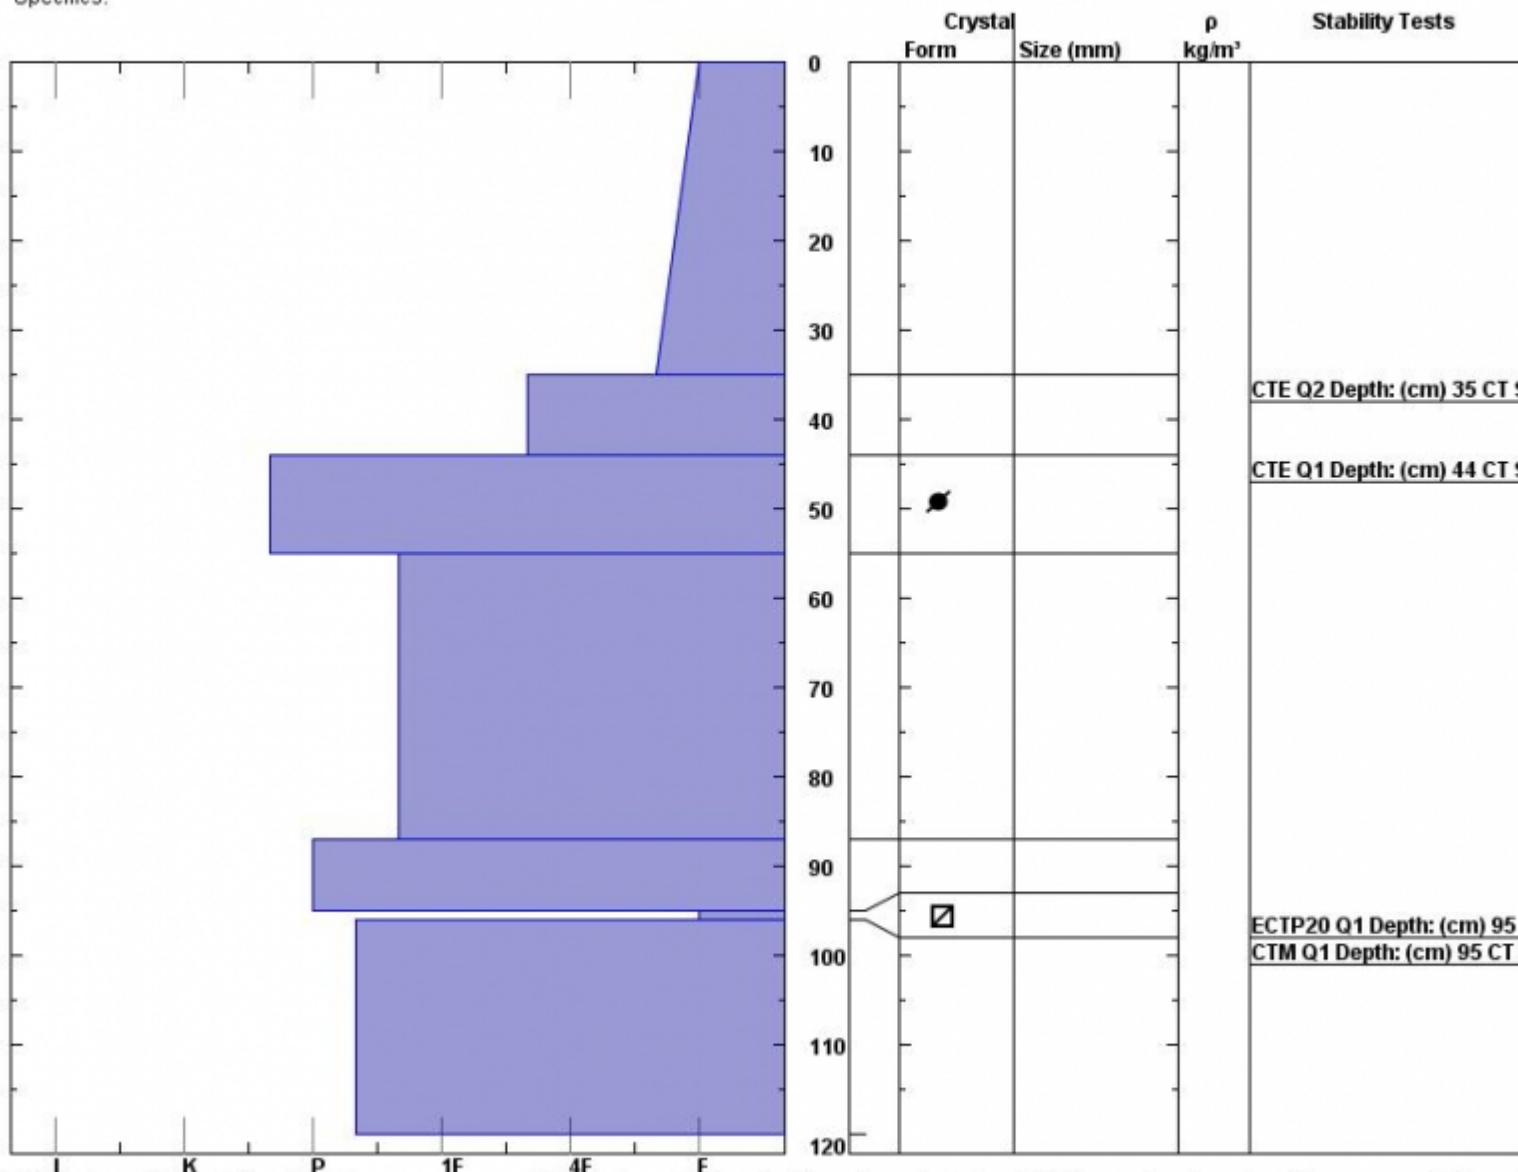 Specifics:
Crystal
ρ
Stability Tests
Form
Size (mm)
kg/m³
0
10
20
30
CTE Q2 Depth: (cm) 35 CT
40
CTE Q1 Depth: (cm) 44 CT
50
60
70
80
90
ECTP20 Q1 Depth: (cm) 95
CTM Q1 Depth: (cm) 95 CT
100
110
120
I K P 1F 4F F